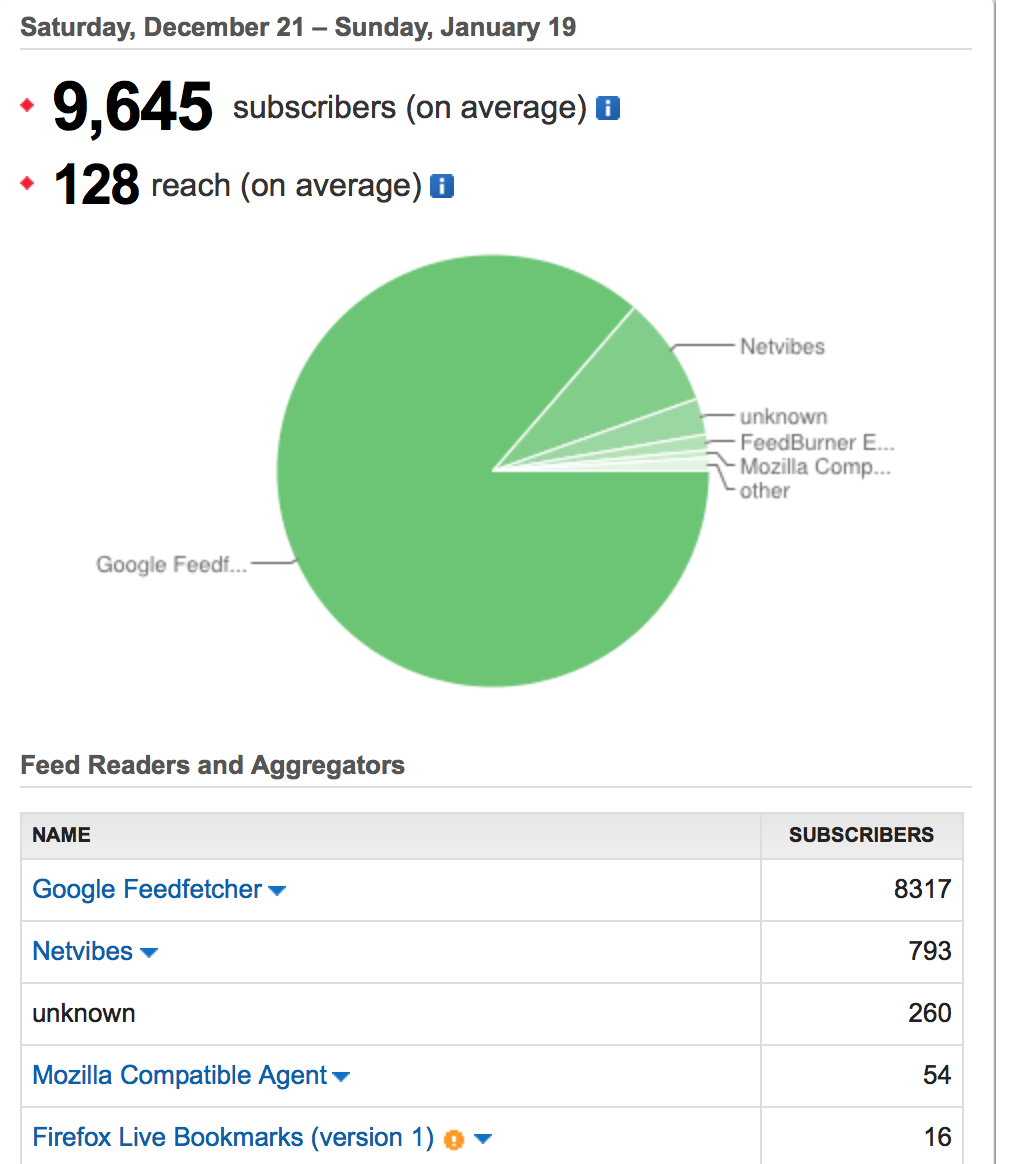 Saturday, December 21 – Sunday, January 19
9,645 subscribers (on average) i
128 reach (on average) i
Netvibes
unknown
FeedBurner E...
Mozilla Comp...
other
Google Feedf...
Feed Readers and Aggregators
NAME SUBSCRIBERS
Google Feedfetcher 8317
Netvibes 793
unknown 260
Mozilla Compatible Agent 54
Firefox Live Bookmarks (version 1) ! 16